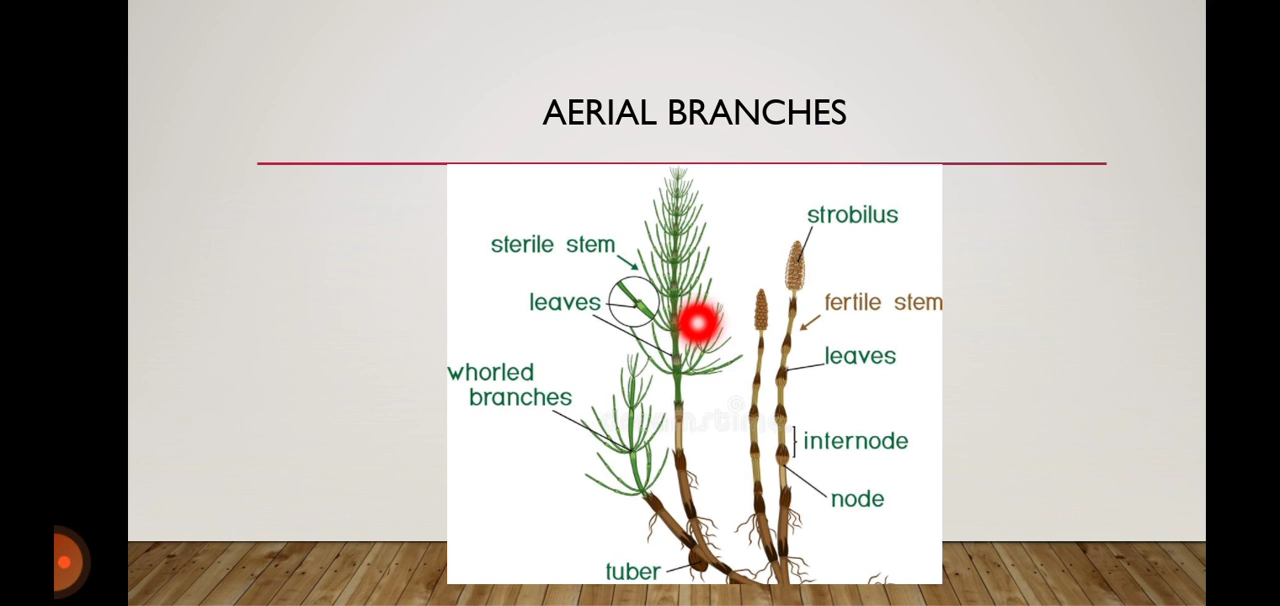 AERIAL BRANCHES
strobilus
sterile stem
leaves
fertile stem
leaves
whorled
branches
internode
node
tuber